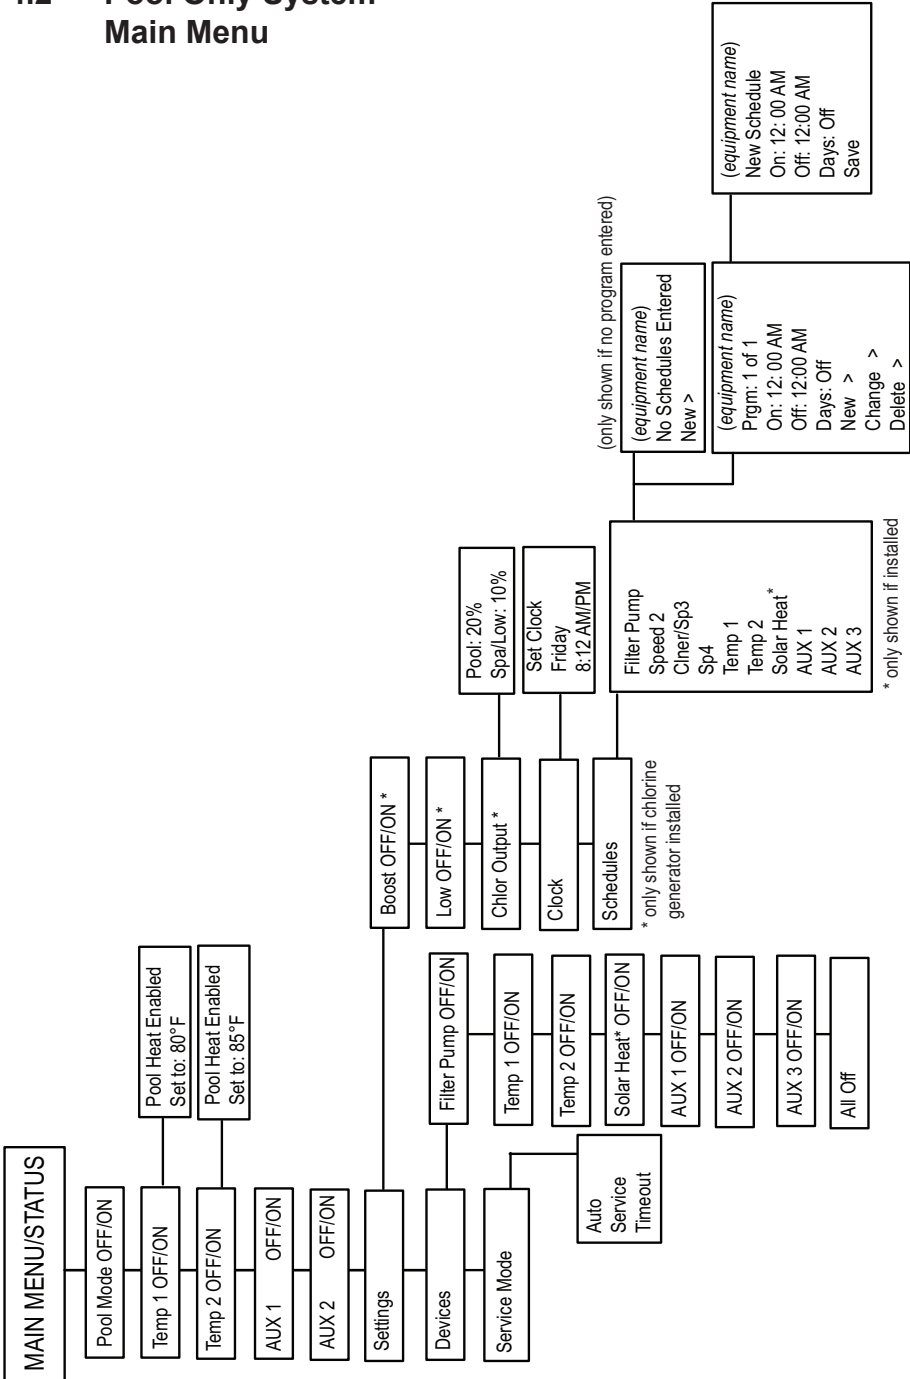 Pool Only System
Main Menu
MAIN MENU/STATUS
Pool Mode OFF/ON
Temp 1 OFF/ON
Pool Heat Enabled
Set to: 80°F
Temp 2 OFF/ON
Pool Heat Enabled
Set to: 85°F
AUX 1 OFF/ON
AUX 2 OFF/ON
Settings
Devices
Service Mode
Boost OFF/ON *
Low OFF/ON *
Chlor Output *
Clock
Schedules
* only shown if chlorine
generator installed
Pool: 20%
Spa/Low: 10%
Set Clock
Friday
8:12 AM/PM
Filter Pump
Speed 2
Clner/Sp3
Sp4
Temp 1
Temp 2
Solar Heat*
AUX 1
AUX 2
AUX 3
* only shown if installed
(only shown if no program entered)
(equipment name)
No Schedules Entered
New >
(equipment name)
Prgm: 1 of 1
On: 12: 00 AM
Off: 12:00 AM
Days: Off
New >
Change >
Delete >
(equipment name)
New Schedule
On: 12: 00 AM
Off: 12:00 AM
Days: Off
Save
Filter Pump OFF/ON
Temp 1 OFF/ON
Temp 2 OFF/ON
Solar Heat* OFF/ON
AUX 1 OFF/ON
AUX 2 OFF/ON
AUX 3 OFF/ON
All Off
Auto
Service
Timeout